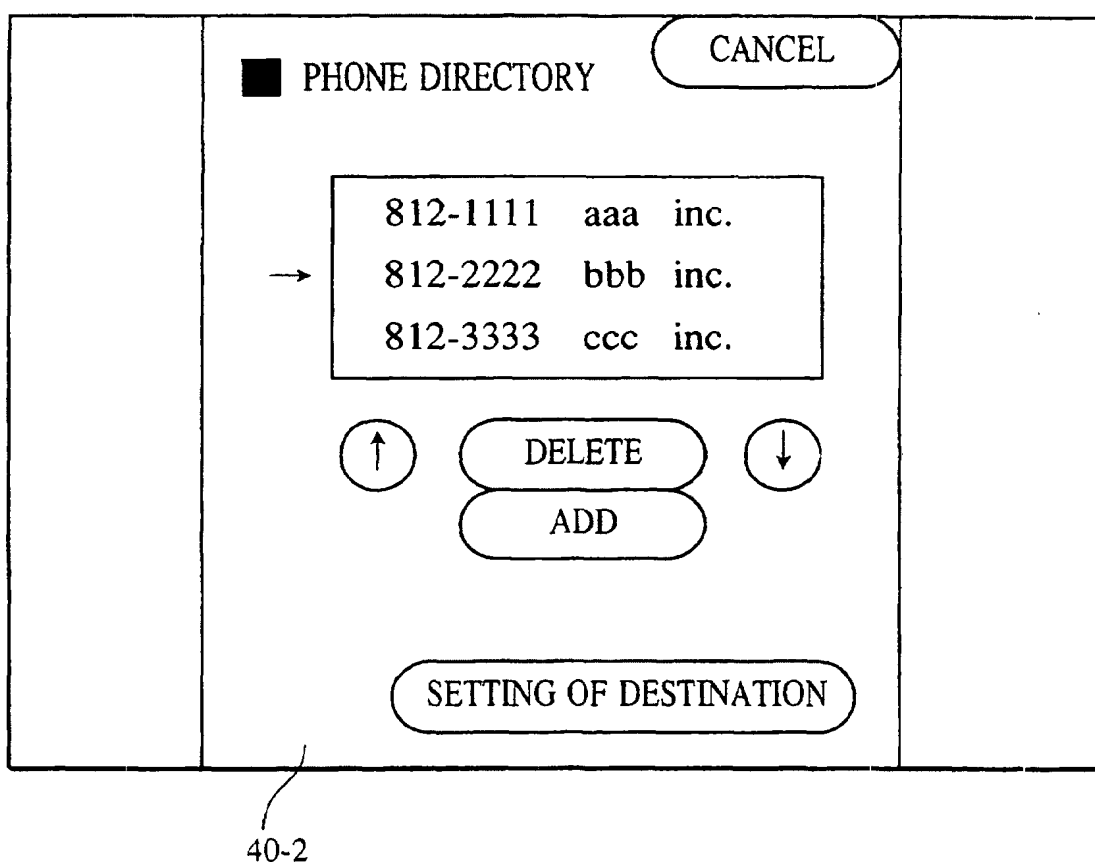 CANCEL
■ PHONE DIRECTORY
812-1111 aaa inc.
→ 812-2222 bbb inc.
812-3333 ccc inc.
↑ DELETE ↓
ADD
SETTING OF DESTINATION
40-2